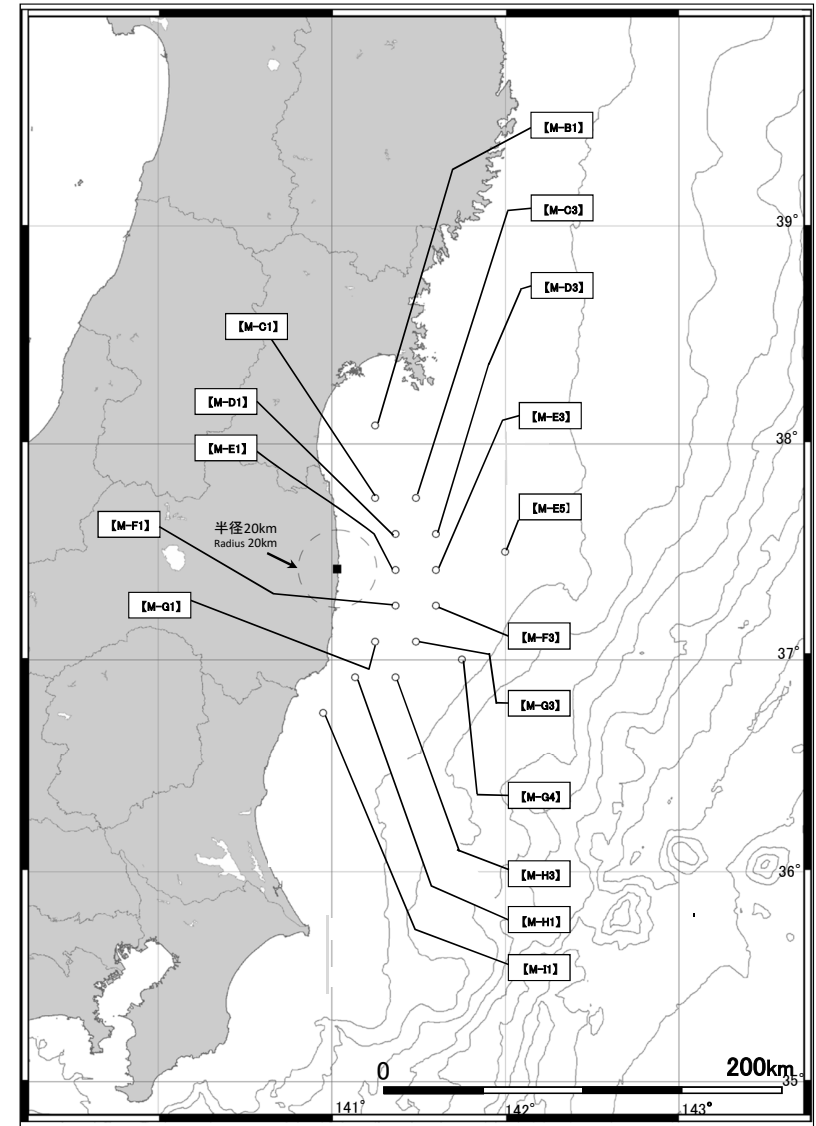 【M-B1】
【M-C3】
39°
【M-D3】
【M-C1】
【M-D1】
【M-E3】
38°
【M-E1】
【M-E5】
【M-F1】
半径20km
Radius 20km
【M-G1】
【M-F3】
37°
【M-G3】
【M-G4】
36°
【M-H3】
【M-H1】
【M-I1】
0
200km
35°
141°
142°
143°